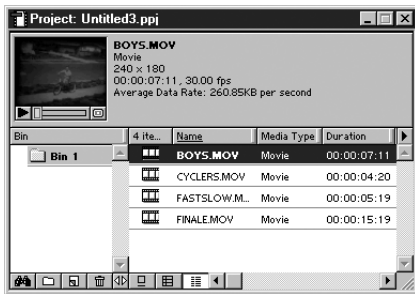 Project: Untitled3.ppj
BOYS.MOV
Movie
240 x 180
00:00:07:11, 30.00 fps
Average Data Rate: 260.85KB per second
Bin 4 ite... Name Media Type Duration
Bin 1
BOYS.MOV Movie 00:00:07:11
CYCLERS.MOV Movie 00:00:04:20
FASTSLOW.M... Movie 00:00:05:19
FINALE.MOV Movie 00:00:15:19